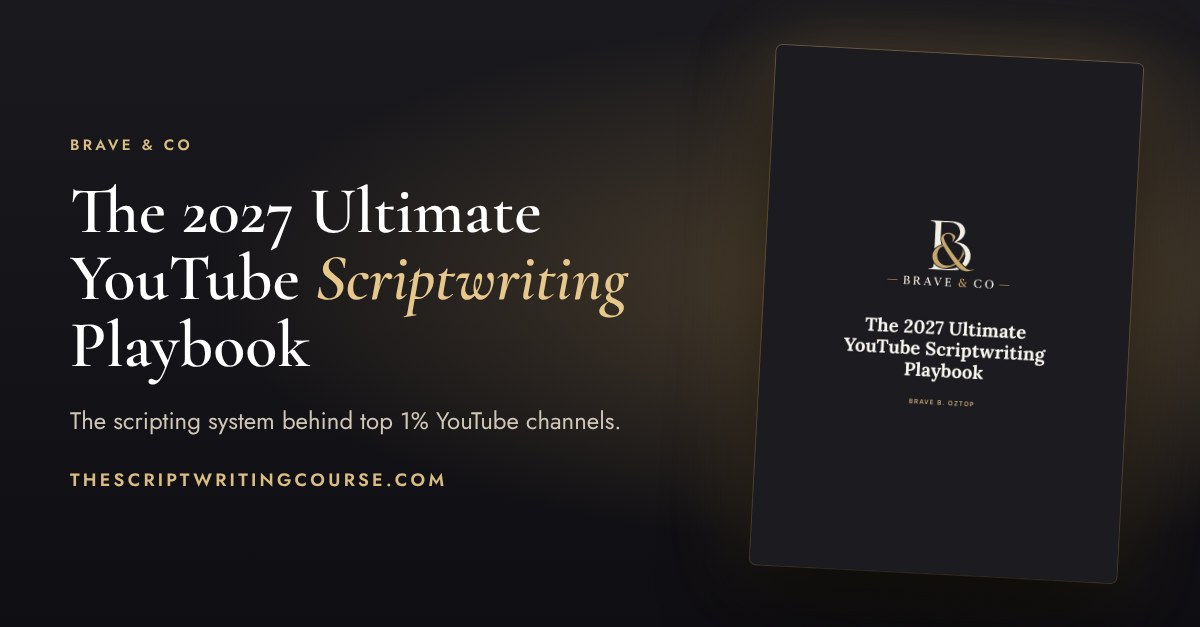 BRAVE & CO
The 2027 Ultimate
YouTube Scriptwriting
Playbook
The scripting system behind top 1% YouTube channels.
THESCRIPTWRITINGCOURSE.COM
B&
BRAVE & CO
The 2027 Ultimate
YouTube Scriptwriting
Playbook
BRAVE B. OZTOP